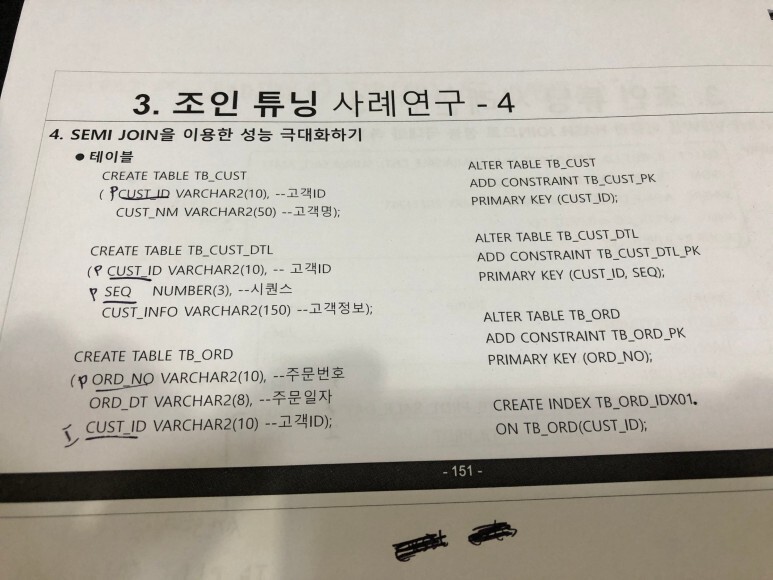 3. 조인 튜닝 사례연구 - 4
4. SEMI JOIN을 이용한 성능 극대화하기
● 테이블
CREATE TABLE TB_CUST
( P CUST_ID VARCHAR2(10), --고객ID
CUST_NM VARCHAR2(50) --고객명);
CREATE TABLE TB_CUST_DTL
(P CUST_ID VARCHAR2(10), -- 고객ID
P SEQ NUMBER(3), --시퀀스
CUST_INFO VARCHAR2(150) --고객정보);
CREATE TABLE TB_ORD
(P ORD_NO VARCHAR2(10), --주문번호
ORD_DT VARCHAR2(8), --주문일자
I CUST_ID VARCHAR2(10) --고객ID);
ALTER TABLE TB_CUST
ADD CONSTRAINT TB_CUST_PK
PRIMARY KEY (CUST_ID);
ALTER TABLE TB_CUST_DTL
ADD CONSTRAINT TB_CUST_DTL_PK
PRIMARY KEY (CUST_ID, SEQ);
ALTER TABLE TB_ORD
ADD CONSTRAINT TB_ORD_PK
PRIMARY KEY (ORD_NO);
CREATE INDEX TB_ORD_IDX01
ON TB_ORD(CUST_ID);
- 151 -